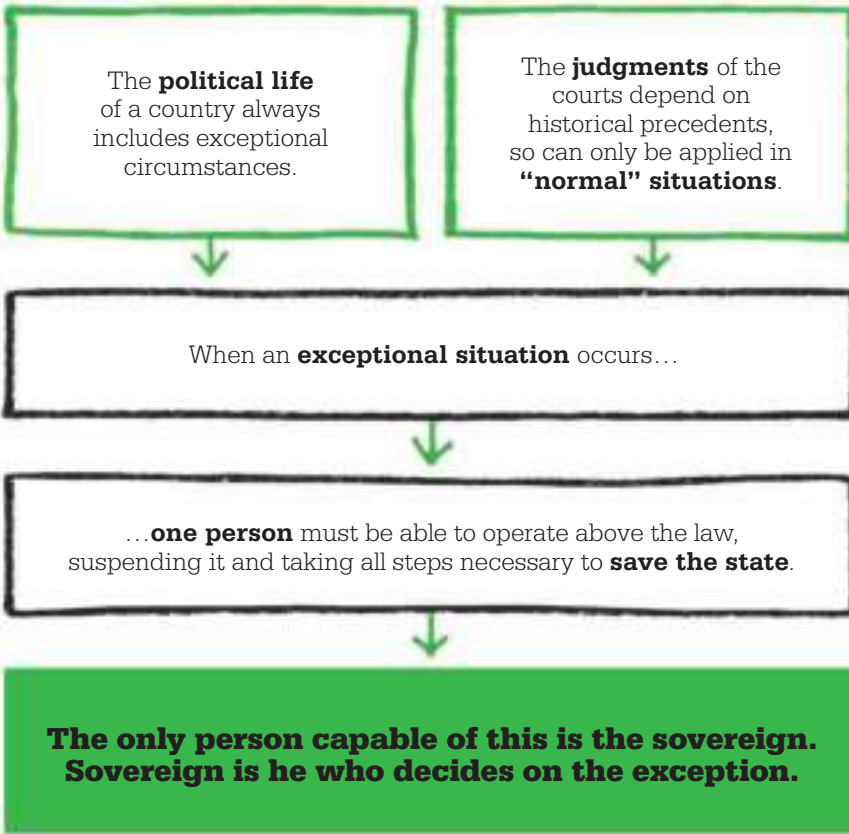 The political life
of a country always
includes exceptional
circumstances.
The judgments of the
courts depend on
historical precedents,
so can only be applied in
“normal” situations.
When an exceptional situation occurs…
…one person must be able to operate above the law,
suspending it and taking all steps necessary to save the state.
The only person capable of this is the sovereign.
Sovereign is he who decides on the exception.